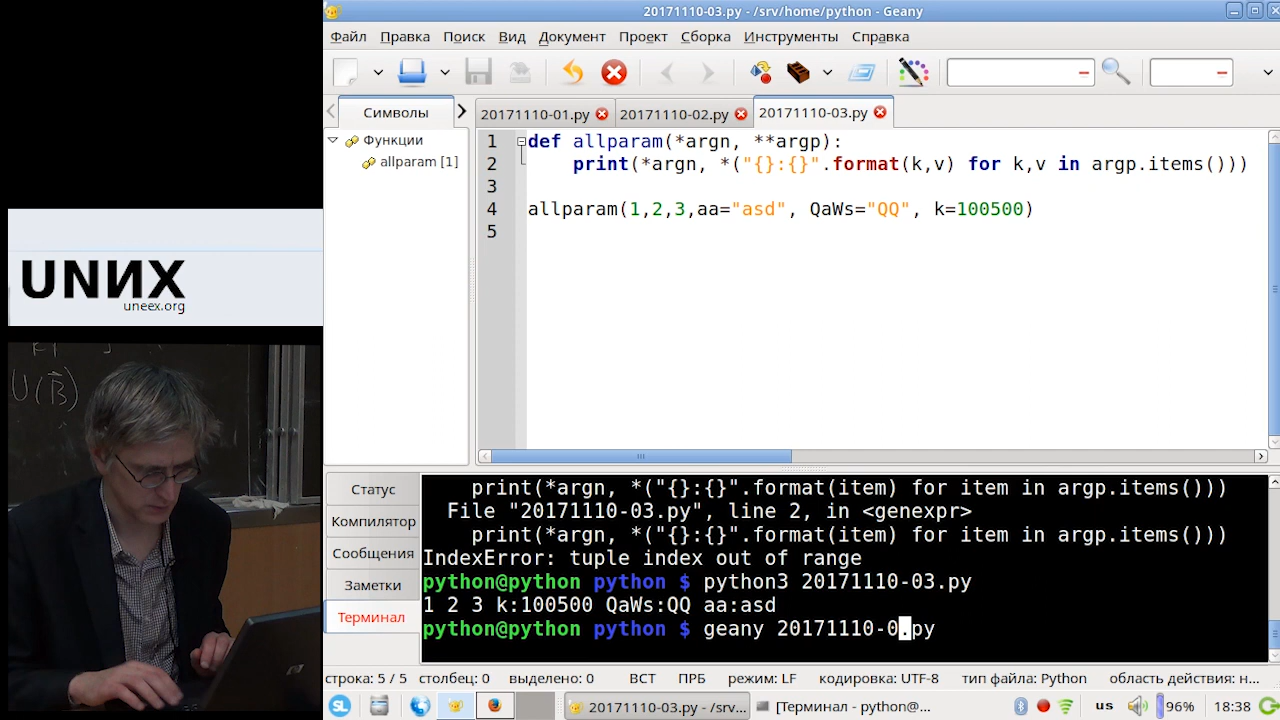 20171110-03.py - /srv/home/python - Geany
Файл Правка Поиск Вид Документ Проект Сборка Инструменты Справка
Символы
20171110-01.py 20171110-02.py 20171110-03.py
Функции
allparam [1]
1 def allparam(*argn, **argp):
2 print(*argn, *("{}:{}".format(k,v) for k,v in argp.items()))
3
4 allparam(1,2,3,aa="asd", QaWs="QQ", k=100500)
5
UNИX
uneex.org
U(B)
Статус
Компилятор
Сообщения
Заметки
Терминал
print(*argn, *("{}:{}".format(item) for item in argp.items()))
File "20171110-03.py", line 2, in <genexpr>
print(*argn, *("{}:{}".format(item) for item in argp.items()))
IndexError: tuple index out of range
python@python python $ python3 20171110-03.py
1 2 3 k:100500 QaWs:QQ aa:asd
python@python python $ geany 20171110-0.py
строка: 5 / 5 столбец: 0 выделено: 0 ВСТ ПРБ режим: LF кодировка: UTF-8 тип файла: Python область действия: н...
SL 20171110-03.py - /srv... [Терминал - python@... us 96% 18:38